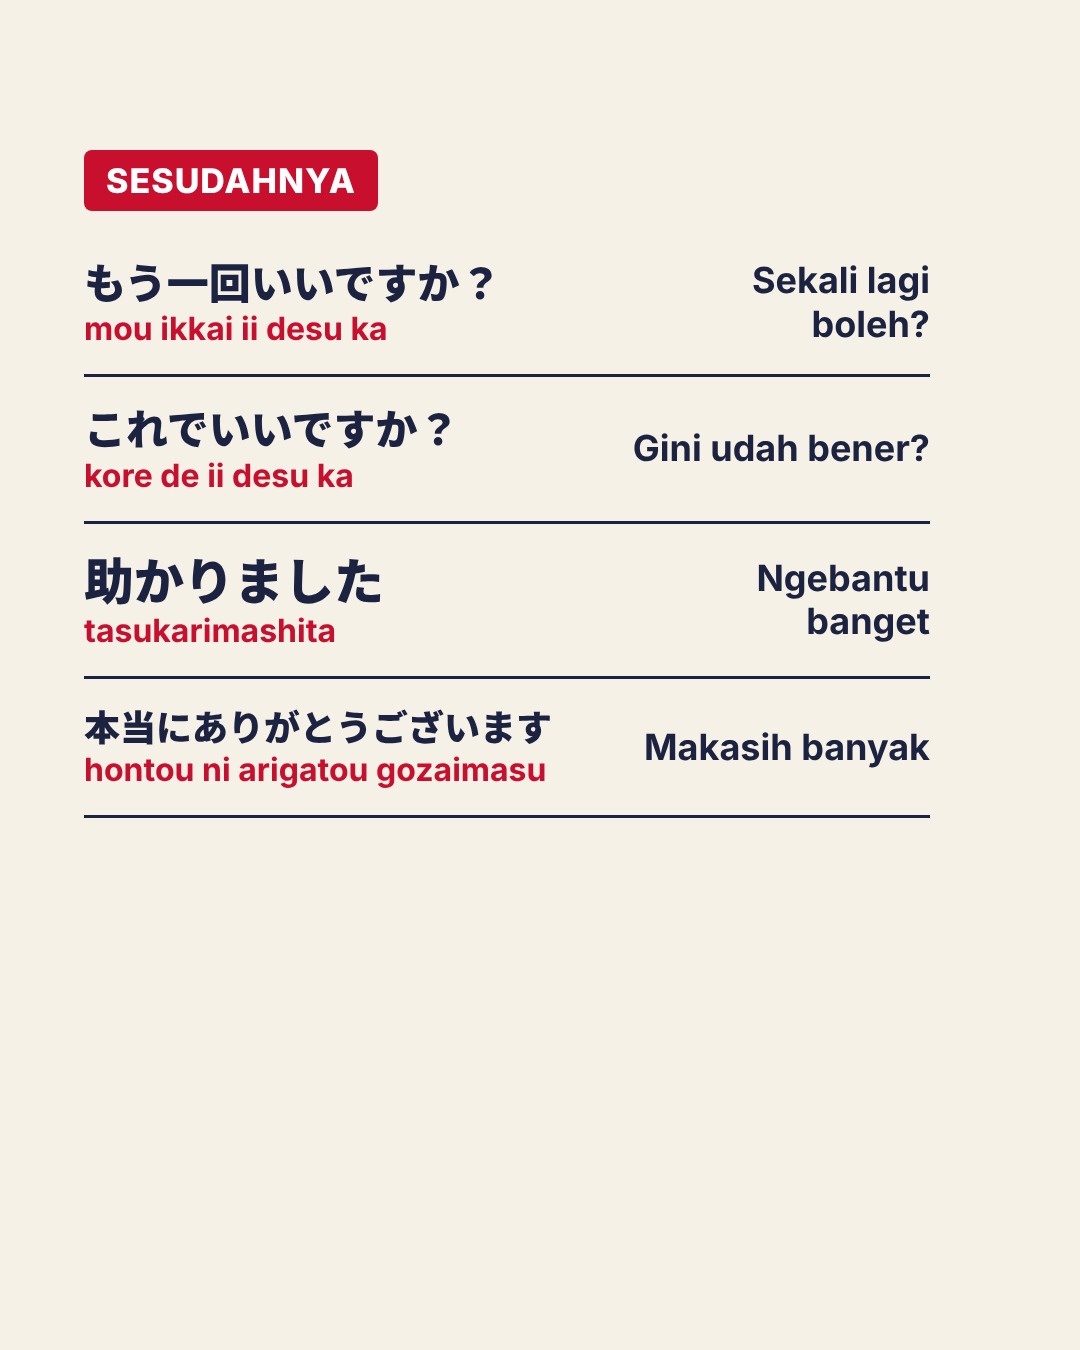 SESUDAHNYA
もう一回いいですか？
mou ikkai ii desu ka
Sekali lagi
boleh?
これでいいですか？
kore de ii desu ka
Gini udah bener?
助かりました
tasukarimashita
Ngebantu
banget
本当にありがとうございます
hontou ni arigatou gozaimasu
Makasih banyak